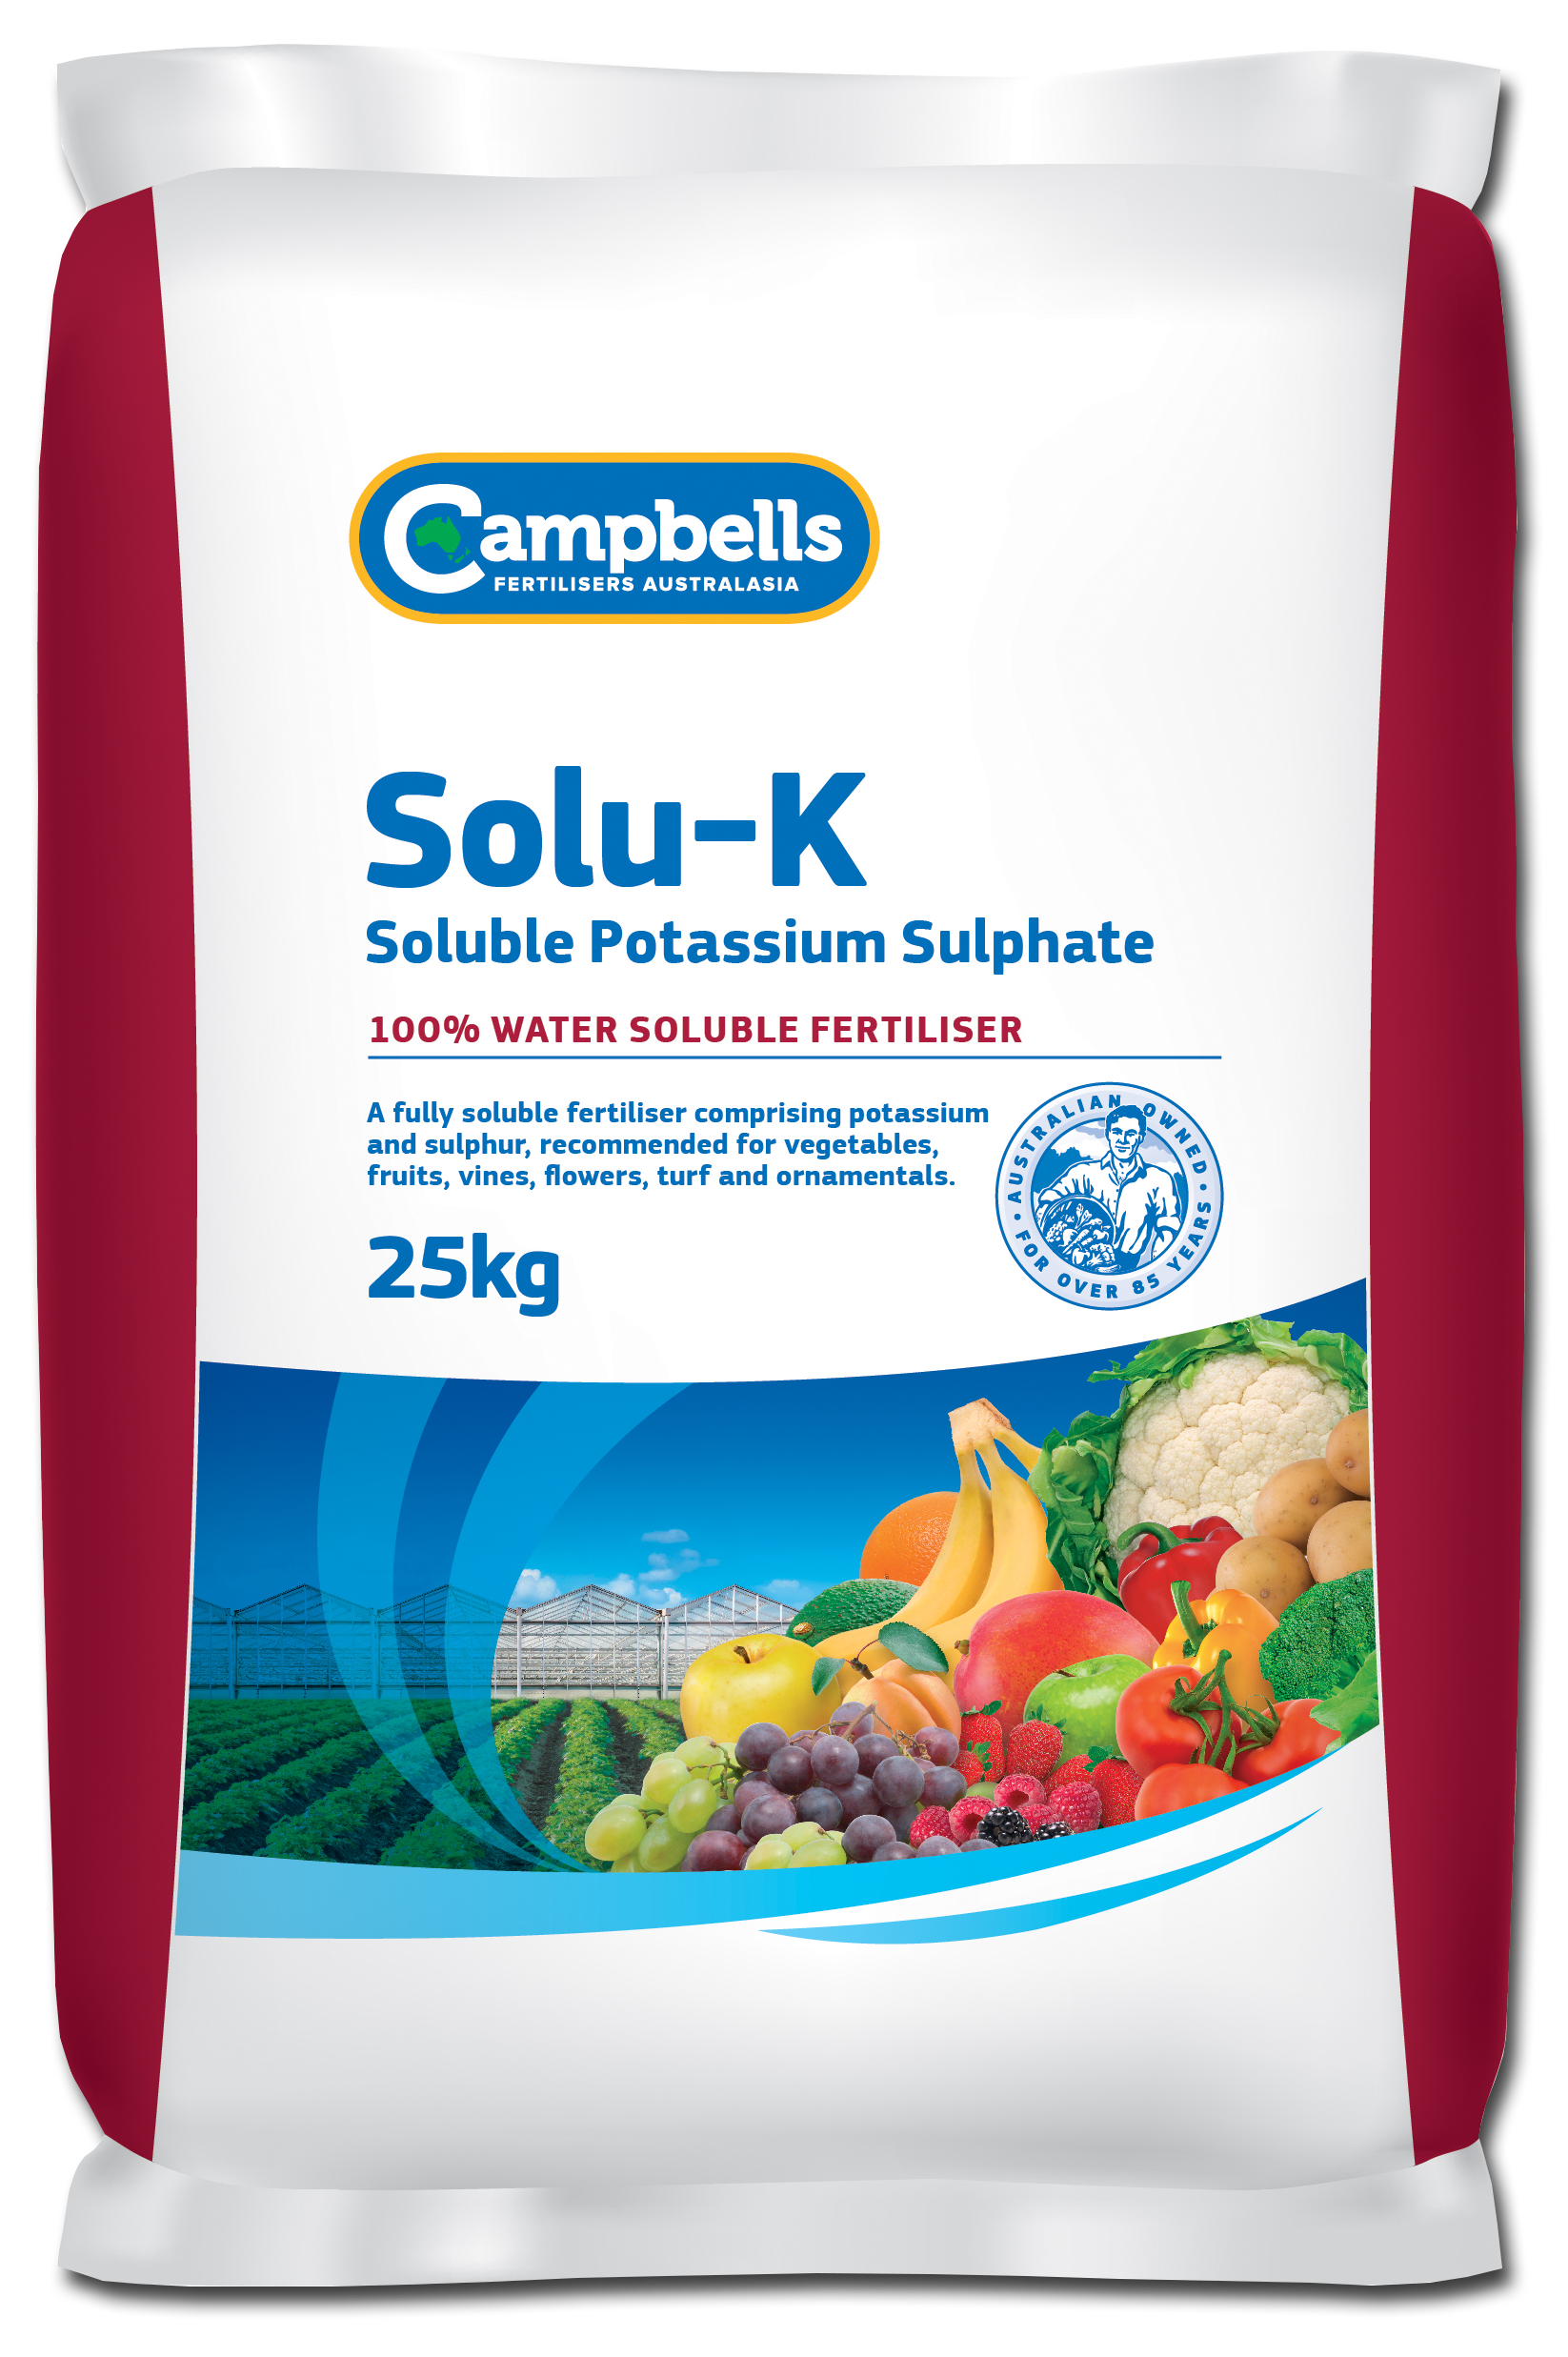 Campbells
FERTILISERS AUSTRALASIA
Solu-K
Soluble Potassium Sulphate
100% WATER SOLUBLE FERTILISER
A fully soluble fertiliser comprising potassium
and sulphur, recommended for vegetables,
fruits, vines, flowers, turf and ornamentals.
• AUSTRALIAN OWNED •
FOR OVER 85 YEARS
25kg